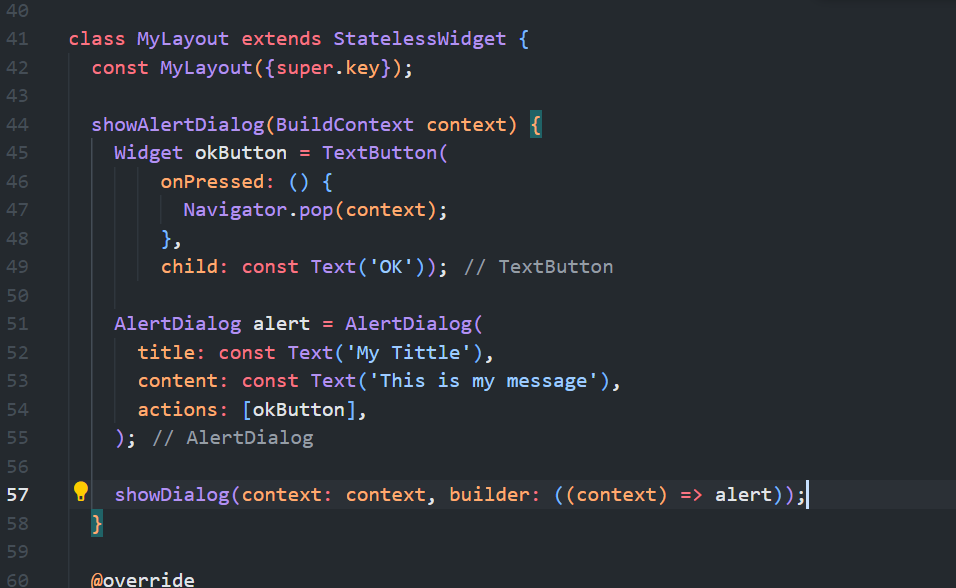 40
41 class MyLayout extends StatelessWidget {
42   const MyLayout({super.key});
43
44   showAlertDialog(BuildContext context) {
45     Widget okButton = TextButton(
46         onPressed: () {
47           Navigator.pop(context);
48         },
49         child: const Text('OK')); // TextButton
50
51     AlertDialog alert = AlertDialog(
52       title: const Text('My Tittle'),
53       content: const Text('This is my message'),
54       actions: [okButton],
55     ); // AlertDialog
56
57     showDialog(context: context, builder: ((context) => alert));
58   }
59
60   @override